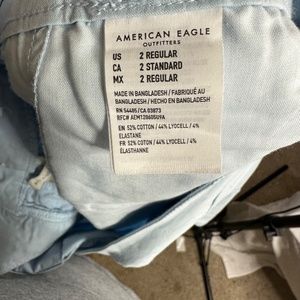 AMERICAN EAGLE
OUTFITTERS
US 2 REGULAR
CA 2 STANDARD
MX 2 REGULAR
MADE IN BANGLADESH / FABRIQUÉ AU
BANGLADESH / HECHO EN BANGLADESH
RN 54485/CA 03873
RFC# AEM120605U9A
EN: 52% COTTON / 44% LYOCELL / 4%
ELASTANE
FR: 52% COTON / 44% LYOCELL / 4%
ÉLASTHANNE